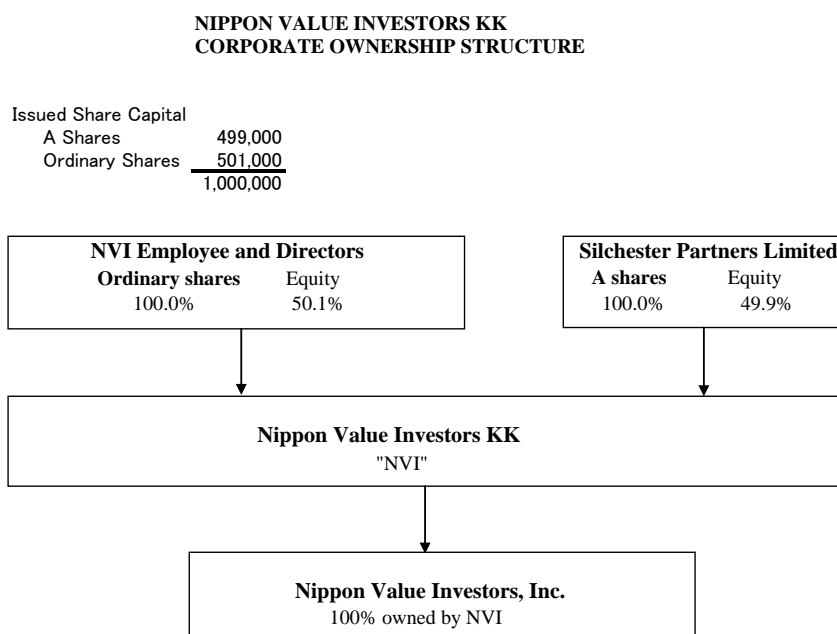 NIPPON VALUE INVESTORS KK
CORPORATE OWNERSHIP STRUCTURE
Issued Share Capital
A Shares 499,000
Ordinary Shares 501,000
1,000,000
NVI Employee and Directors
Ordinary shares Equity
100.0% 50.1%
Silchester Partners Limited
A shares Equity
100.0% 49.9%
Nippon Value Investors KK
"NVI"
Nippon Value Investors, Inc.
100% owned by NVI